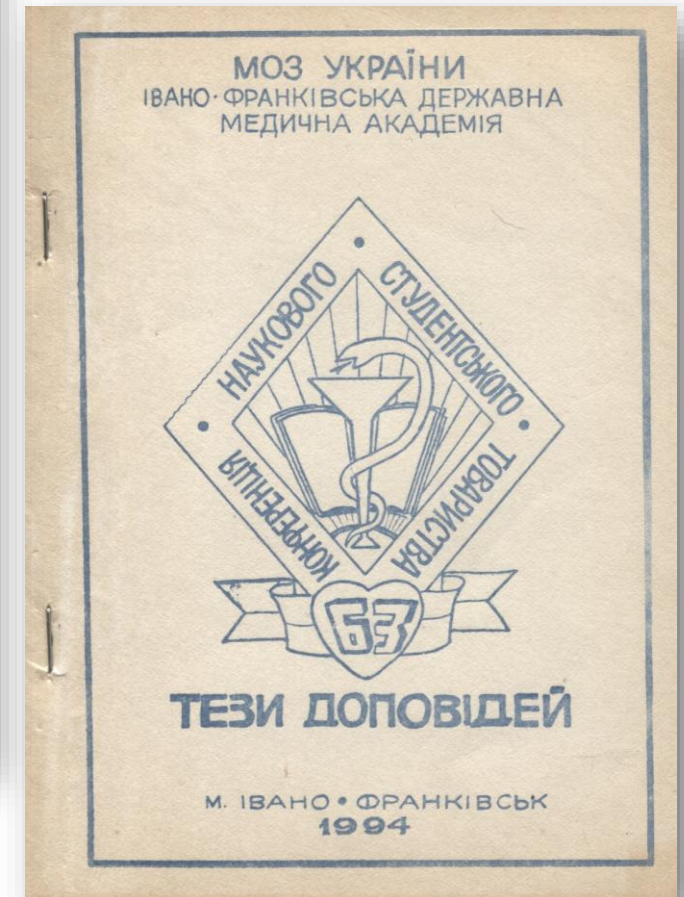 МОЗ УКРАЇНИ
ІВАНО·ФРАНКІВСЬКА ДЕРЖАВНА
МЕДИЧНА АКАДЕМІЯ
КОНФЕРЕНЦІЯ
НАУКОВОГО
СТУДЕНТСЬКОГО
ТОВАРИСТВА
63
ТЕЗИ ДОПОВІДЕЙ
М. ІВАНО • ФРАНКІВСЬК
1994